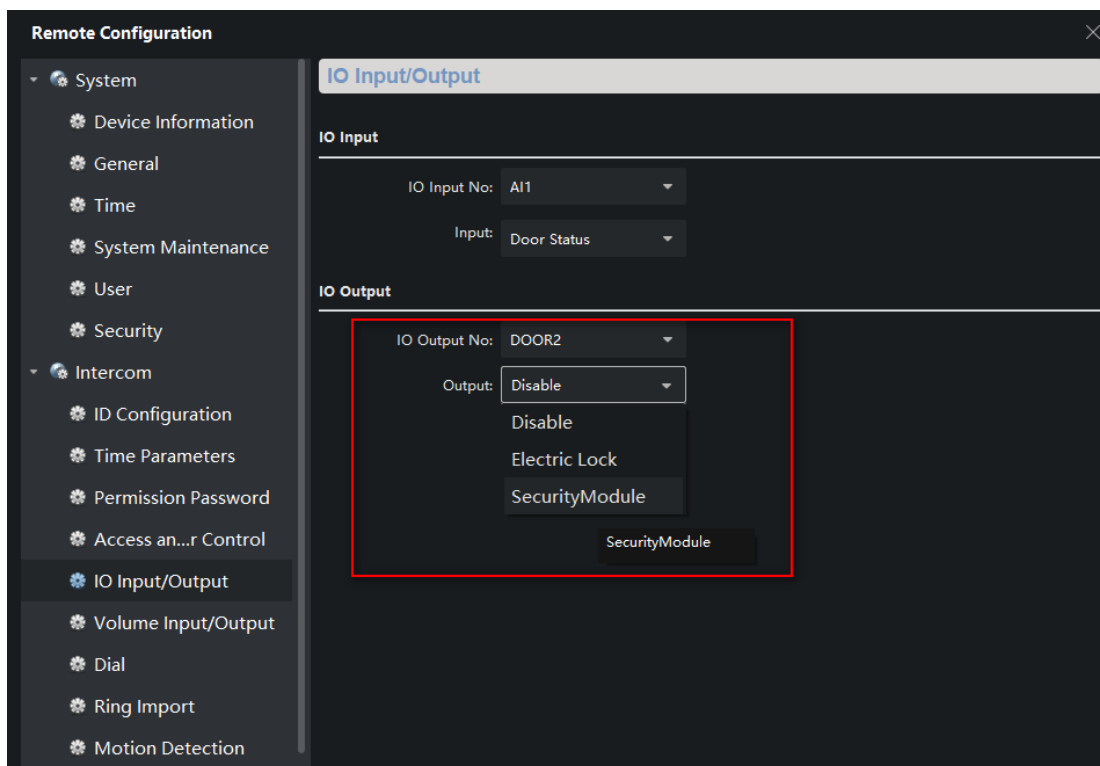 Remote Configuration
System
Device Information
General
Time
System Maintenance
User
Security
Intercom
ID Configuration
Time Parameters
Permission Password
Access an...r Control
IO Input/Output
Volume Input/Output
Dial
Ring Import
Motion Detection
IO Input/Output
IO Input
IO Input No: AI1
Input: Door Status
IO Output
IO Output No: DOOR2
Output: Disable
Disable
Electric Lock
SecurityModule
SecurityModule